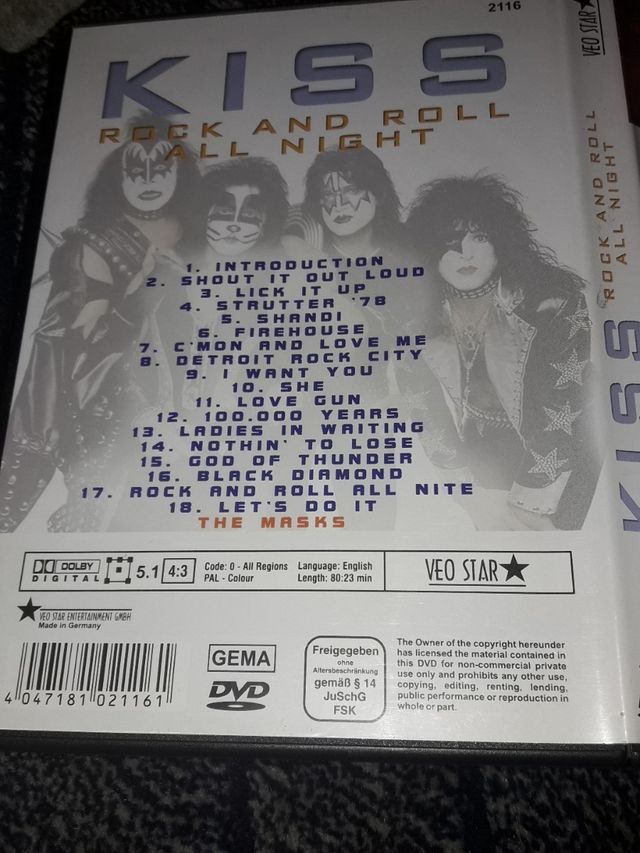 2116
KISS
ROCK AND ROLL
ALL NIGHT
1. INTRODUCTION
2. SHOUT IT OUT LOUD
3. LICK IT UP
4. STRUTTER '78
5. SHANDI
6. FIREHOUSE
7. C'MON AND LOVE ME
8. DETROIT ROCK CITY
9. I WANT YOU
10. SHE
11. LOVE GUN
12. 100.000 YEARS
13. LADIES IN WAITING
14. NOTHIN' TO LOSE
15. GOD OF THUNDER
16. BLACK DIAMOND
17. ROCK AND ROLL ALL NITE
18. LET'S DO IT
THE MASKS
DOLBY
DIGITAL
5.1
4:3
Code: 0 - All Regions
PAL - Colour
Language: English
Length: 80:23 min
VEO STAR
VEO STAR ENTERTAINMENT GMBH
Made in Germany
4 047181 021161
GEMA
DVD
Freigegeben
ohne
Altersbeschränkung
gemäß § 14
JuSchG
FSK
The Owner of the copyright hereunder
has licensed the material contained in
this DVD for non-commercial private
use only and prohibits any other use,
copying, editing, renting, lending,
public performance or reproduction in
whole or part.
VEO STAR
ROCK AND ROLL
ALL NIGHT
KISS